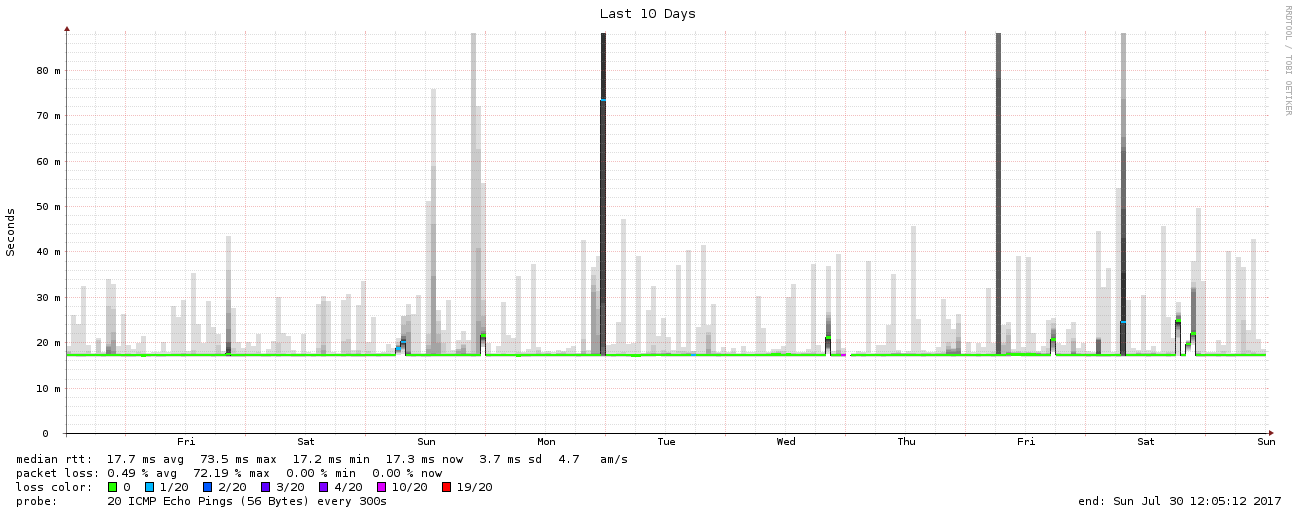 Last 10 Days
RRDTOOL / TOBI OETIKER
Seconds
80 m
70 m
60 m
50 m
40 m
30 m
20 m
10 m
0
Fri Sat Sun Mon Tue Wed Thu Fri Sat Sun
median rtt: 17.7 ms avg 73.5 ms max 17.2 ms min 17.3 ms now 3.7 ms sd 4.7 am/s
packet loss: 0.49 % avg 72.19 % max 0.00 % min 0.00 % now
loss color: 0 1/20 2/20 3/20 4/20 10/20 19/20
probe: 20 ICMP Echo Pings (56 Bytes) every 300s end: Sun Jul 30 12:05:12 2017